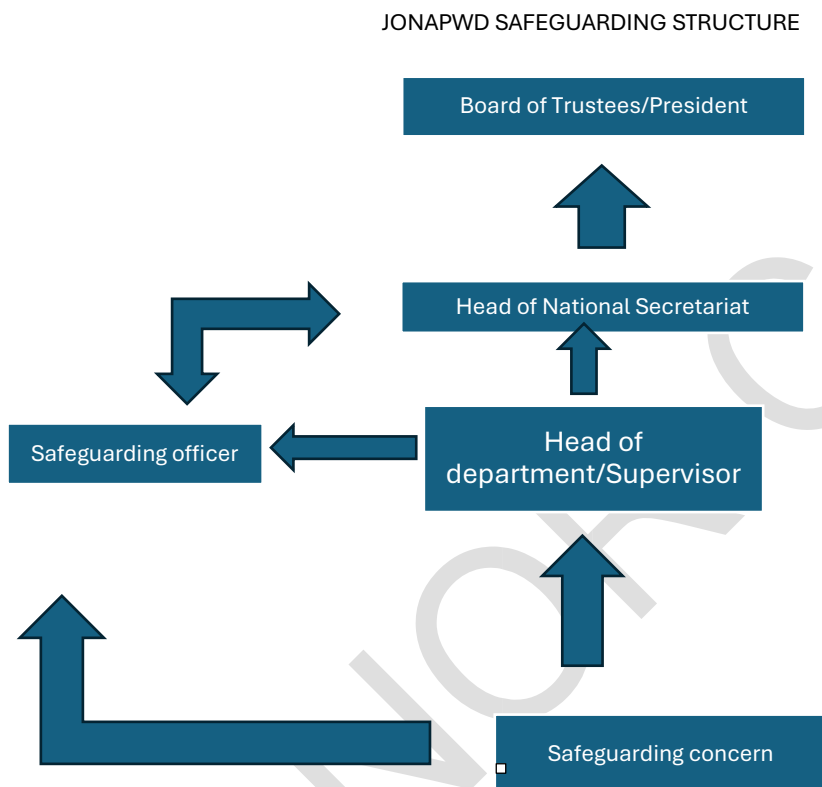 JONAPWD SAFEGUARDING STRUCTURE
Board of Trustees/President
Head of National Secretariat
Safeguarding officer
Head of
department/Supervisor
Safeguarding concern